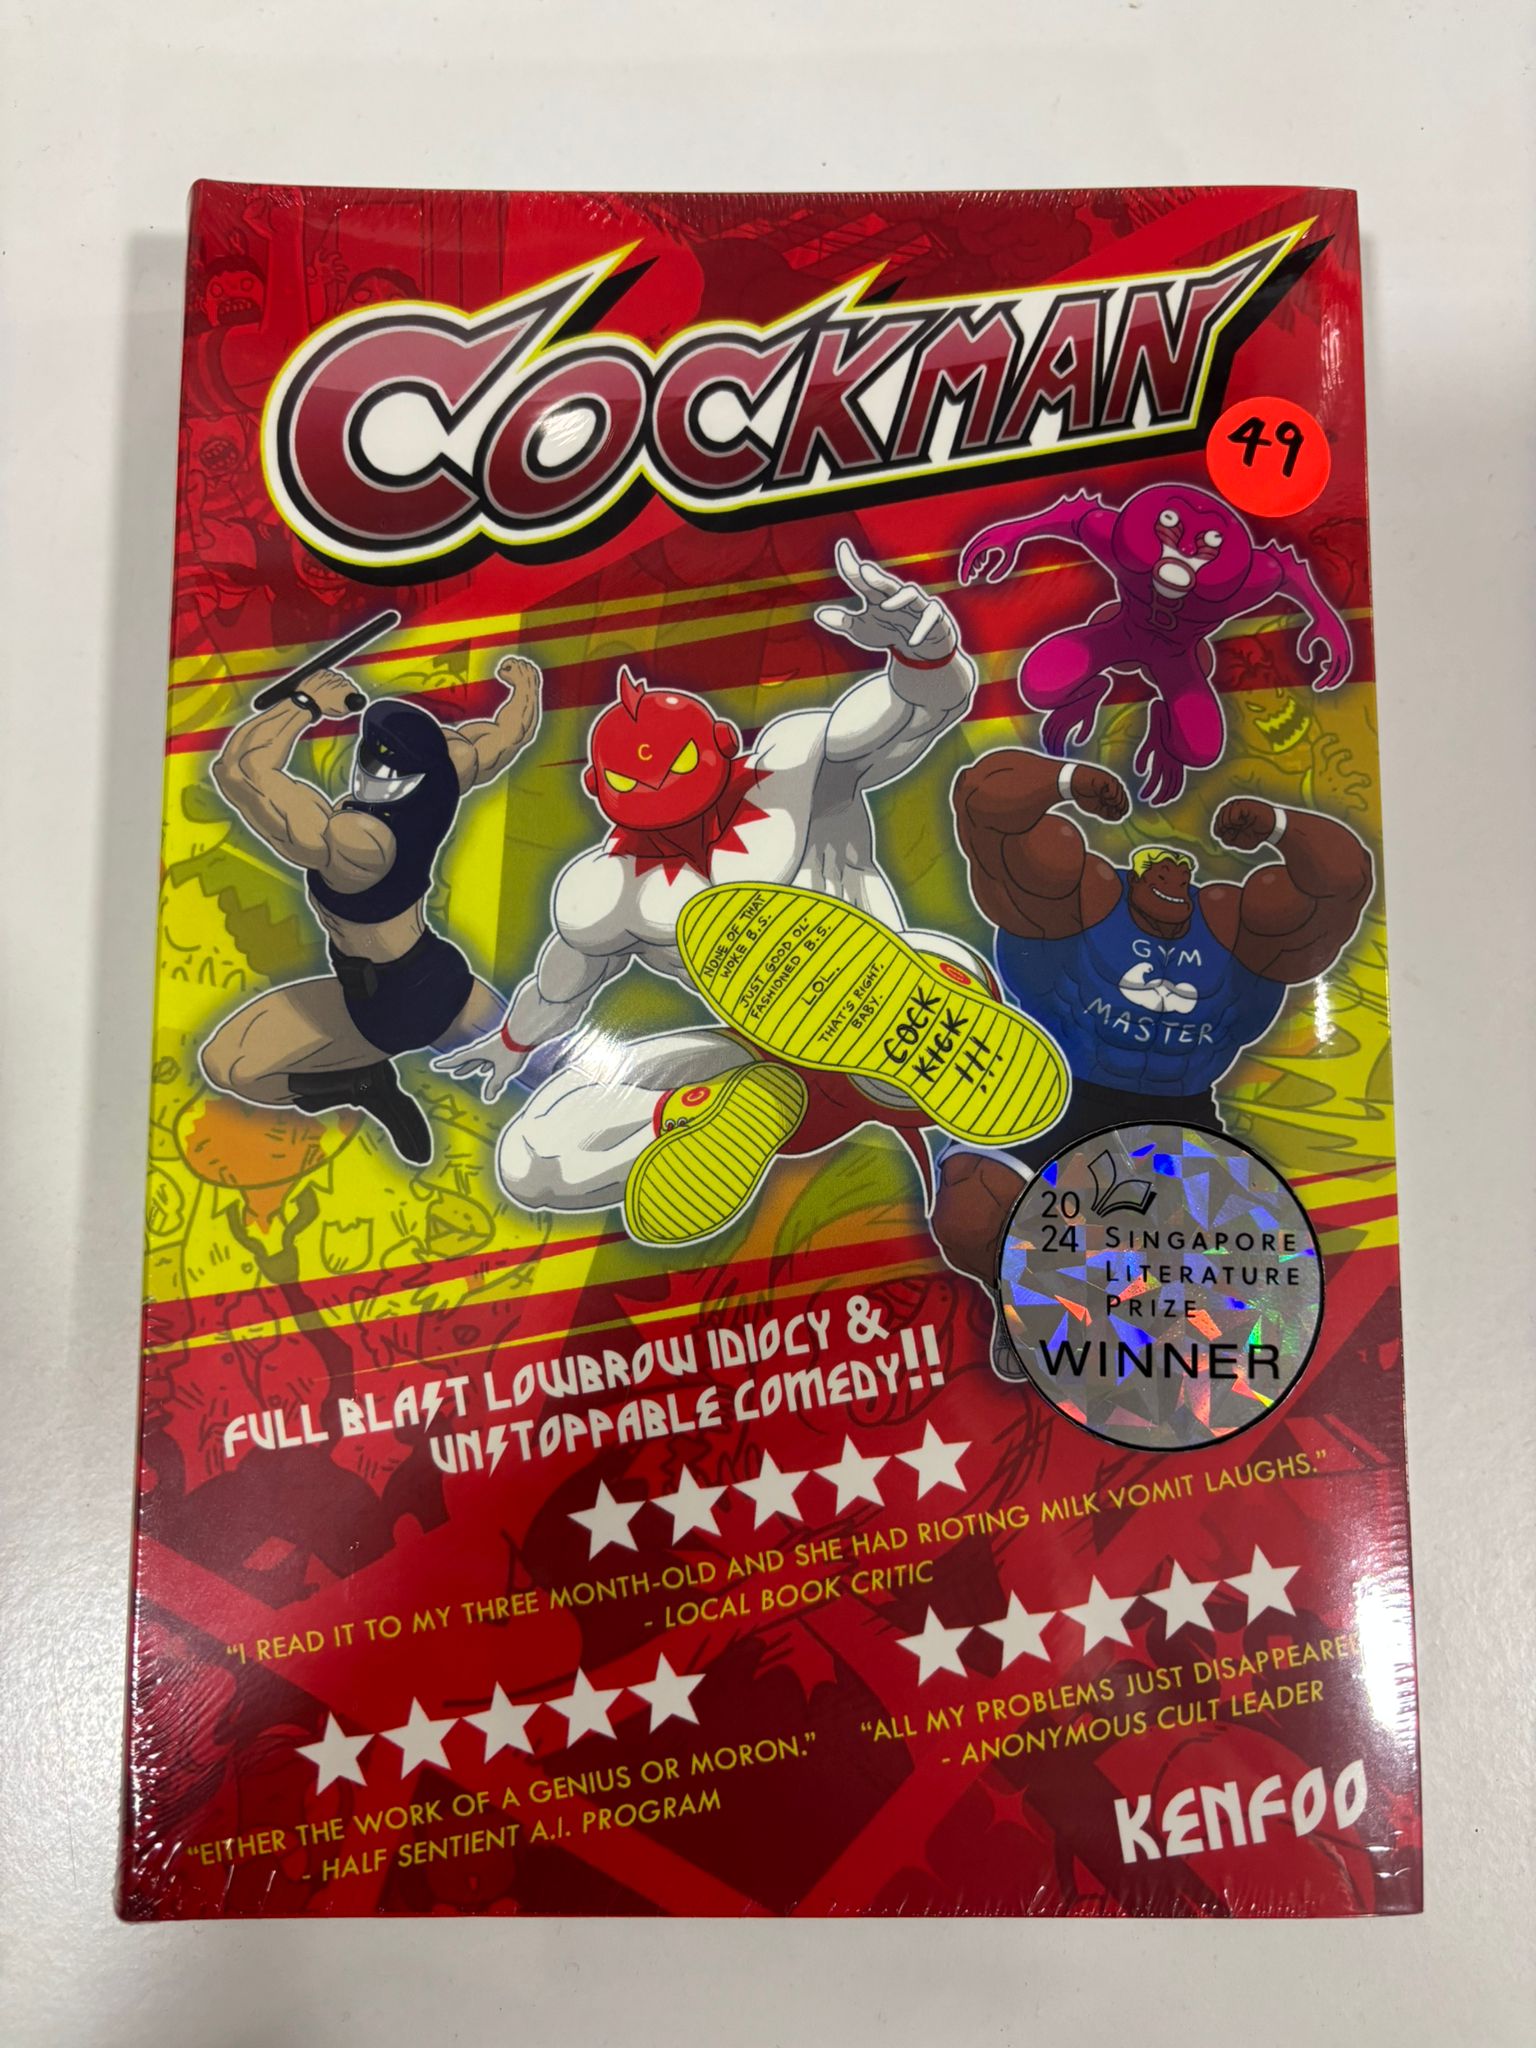 COCKMAN
49
C
NONE OF THAT
WOKE B.S.
JUST GOOD OL'
FASHIONED B.S.
LOL.
THAT'S RIGHT,
BABY.
COCK
KICK
!!!
B
GYM
MASTER
20
24
SINGAPORE
LITERATURE
PRIZE
WINNER
FULL BLAST LOWBROW IDIOCY &
UNSTOPPABLE COMEDY!!
"I READ IT TO MY THREE MONTH-OLD AND SHE HAD RIOTING MILK VOMIT LAUGHS."
- LOCAL BOOK CRITIC
"EITHER THE WORK OF A GENIUS OR MORON."
- HALF SENTIENT A.I. PROGRAM
"ALL MY PROBLEMS JUST DISAPPEARED
- ANONYMOUS CULT LEADER
KENFOO